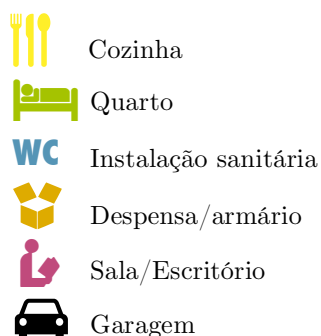 Cozinha
Quarto
WC Instalação sanitária
Despensa/armário
Sala/Escritório
Garagem